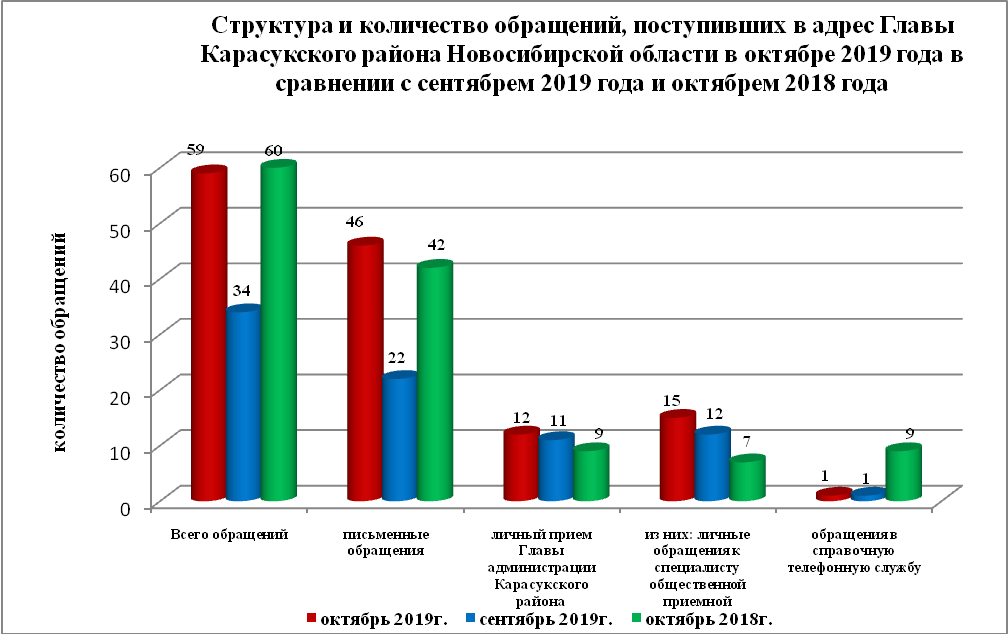 Структура и количество обращений, поступивших в адрес Главы
Карасукского района Новосибирской области в октябре 2019 года в
сравнении с сентябрем 2019 года и октябрем 2018 года
количество обращений
60
50
40
30
20
10
0
59
34
60
46
22
42
12
11
9
15
12
7
1
1
9
Всего обращений
письменные
обращения
личный прием
Главы
администрации
Карасукского
района
из них: личные
обращения к
специалисту
общественной
приемной
обращения в
справочную
телефонную службу
октябрь 2019г.
сентябрь 2019г.
октябрь 2018г.